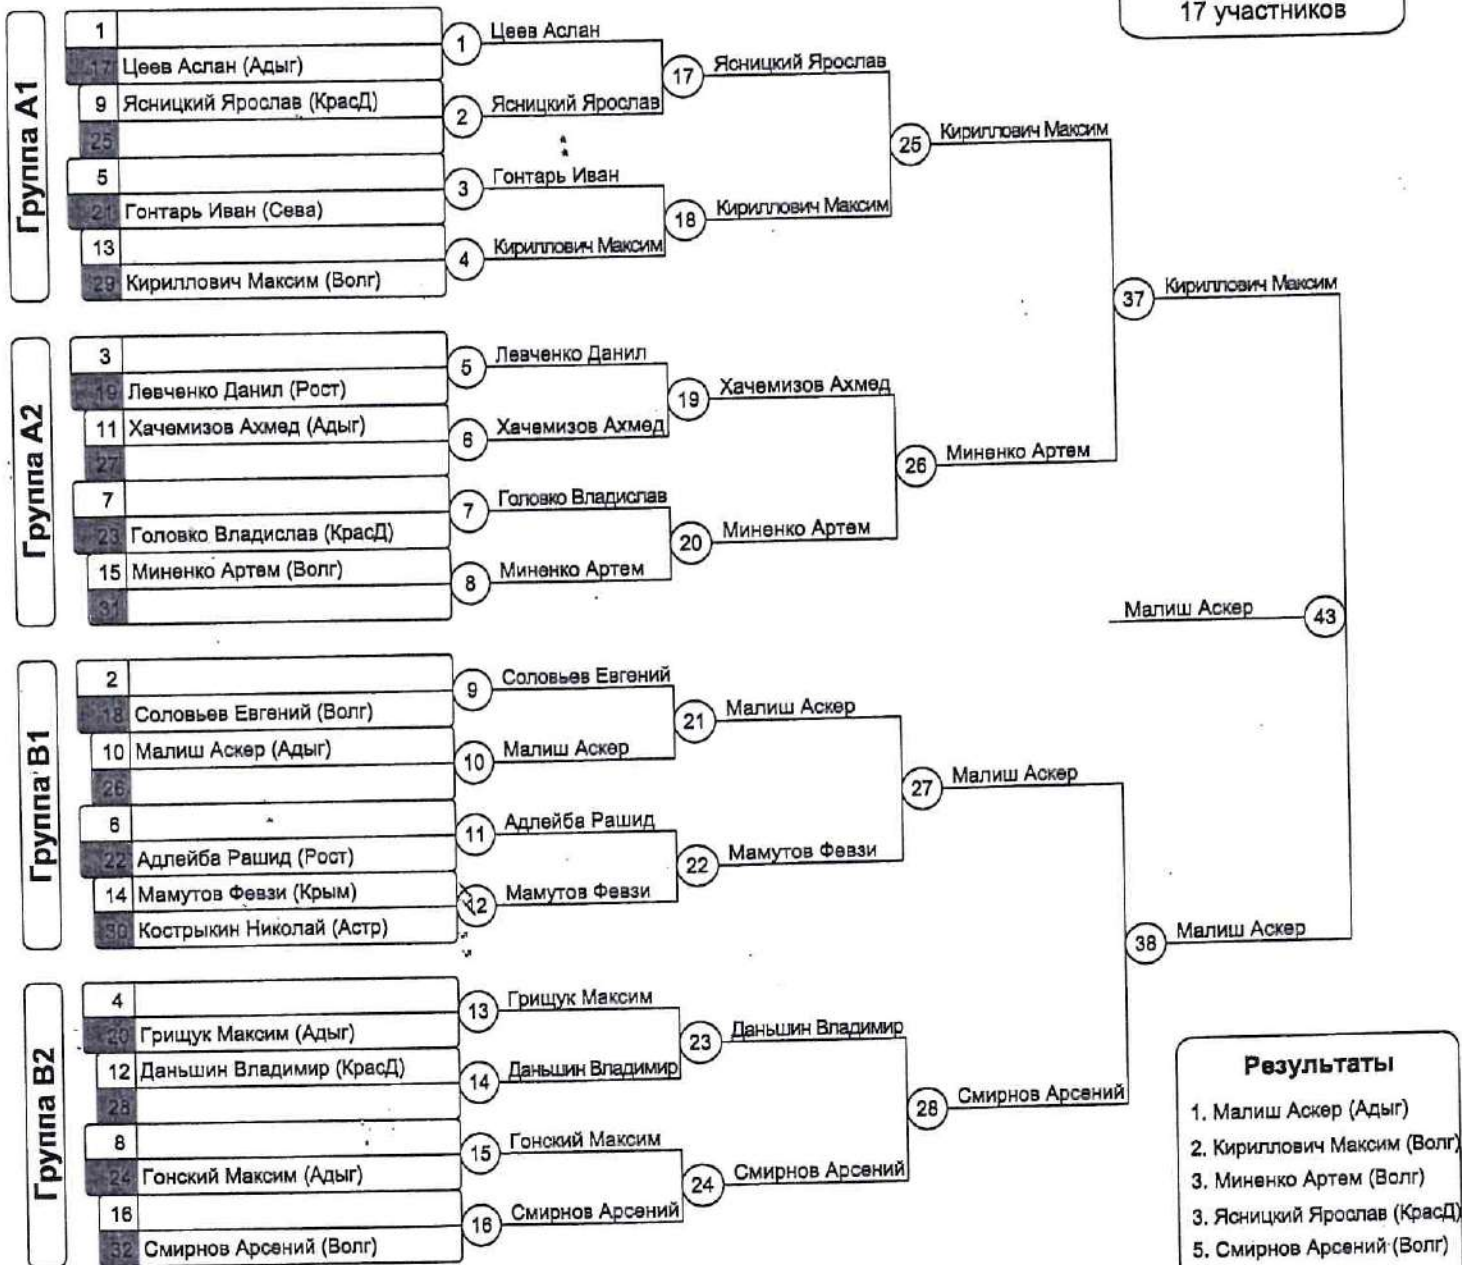 17 участников
Группа А1
1
17 Цеев Аслан (Адыг)
9 Ясницкий Ярослав (КрасД)
25
5
21 Гонтарь Иван (Сева)
13
29 Кириллович Максим (Волг)
1 Цеев Аслан
2 Ясницкий Ярослав
3 Гонтарь Иван
4 Кириллович Максим
17 Ясницкий Ярослав
18 Кириллович Максим
25 Кириллович Максим
Группа А2
3
19 Левченко Данил (Рост)
11 Хачемизов Ахмед (Адыг)
27
7
23 Головко Владислав (КрасД)
15 Миненко Артем (Волг)
31
5 Левченко Данил
6 Хачемизов Ахмед
7 Головко Владислав
8 Миненко Артем
19 Хачемизов Ахмед
20 Миненко Артем
26 Миненко Артем
37 Кириллович Максим
Малиш Аскер 43
Группа В1
2
18 Соловьев Евгений (Волг)
10 Малиш Аскер (Адыг)
26
6
22 Адлейба Рашид (Рост)
14 Мамутов Февзи (Крым)
30 Кострыкин Николай (Астр)
9 Соловьев Евгений
10 Малиш Аскер
11 Адлейба Рашид
12 Мамутов Февзи
21 Малиш Аскер
22 Мамутов Февзи
27 Малиш Аскер
Группа В2
4
20 Грищук Максим (Адыг)
12 Даньшин Владимир (КрасД)
28
8
24 Гонский Максим (Адыг)
16
32 Смирнов Арсений (Волг)
13 Грищук Максим
14 Даньшин Владимир
15 Гонский Максим
16 Смирнов Арсений
23 Даньшин Владимир
24 Смирнов Арсений
28 Смирнов Арсений
38 Малиш Аскер
Результаты
1. Малиш Аскер (Адыг)
2. Кириллович Максим (Волг)
3. Миненко Артем (Волг)
3. Ясницкий Ярослав (КрасД)
5. Смирнов Арсений (Волг)